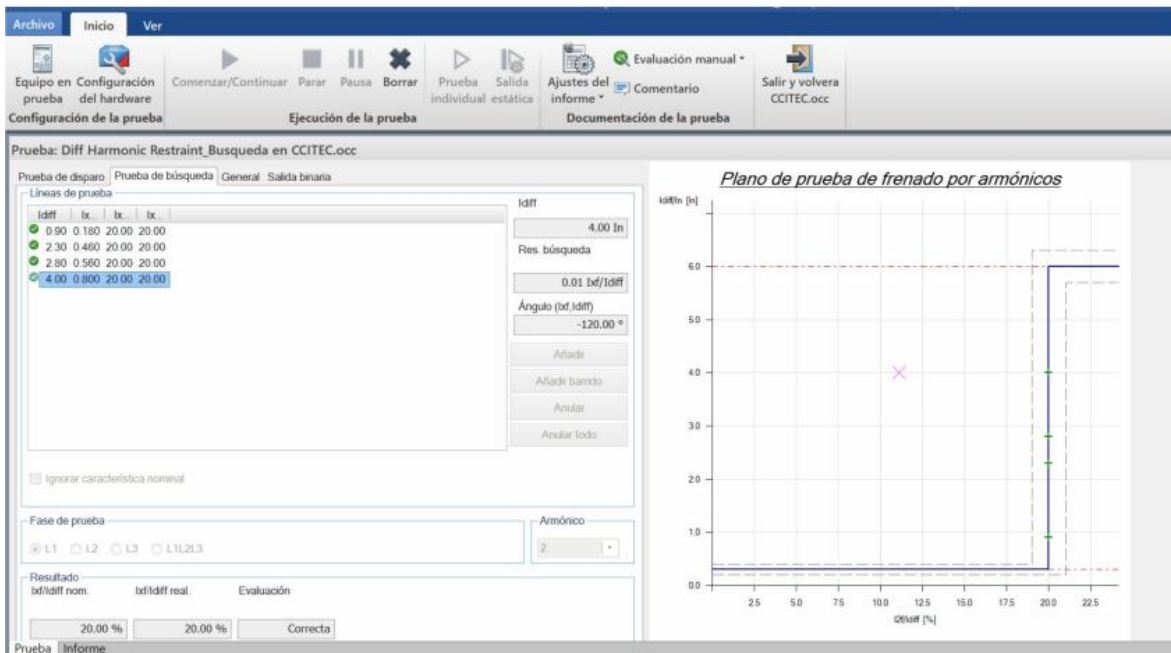 Archivo Inicio Ver
Equipo en prueba
Configuración del hardware
Comenzar/Continuar Parar Pausa Borrar
Prueba individual
Salida estática
Ajustes del informe
Evaluación manual
Comentario
Salir y volvera CCITEC.occ
Configuración de la prueba Ejecución de la prueba Documentación de la prueba
Prueba: Diff Harmonic Restraint_Busqueda en CCITEC.occ
Prueba de disparo Prueba de búsqueda General Salida binaria
Líneas de prueba
Idiff Ix... Ix... Ix...
0.90 0.180 20.00 20.00
2.30 0.460 20.00 20.00
2.80 0.560 20.00 20.00
4.00 0.800 20.00 20.00
Idiff
4.00 In
Res. búsqueda
0.01 Ixf/Idiff
Ángulo (Ixf,Idiff)
-120.00 °
Añadir
Añadir barrido
Anular
Anular todo
Ignorar característica nominal
Fase de prueba
L1 L2 L3 L1L2L3
Armónico
2
Resultado
Ixf/Idiff nom. Ixf/Idiff real. Evaluación
20.00 % 20.00 % Correcta
Prueba Informe
Plano de prueba de frenado por armónicos
Idiff/In [In]
6.0
5.0
4.0
3.0
2.0
1.0
0.0
2.5 5.0 7.5 10.0 12.5 15.0 17.5 20.0 22.5